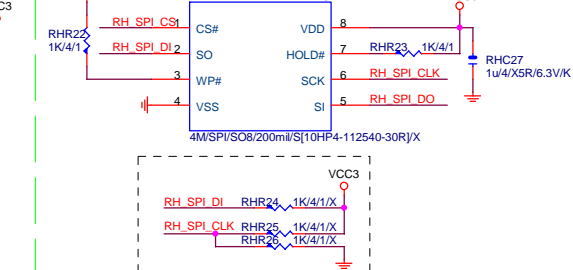 C3
RH_SPI_CS 1 CS# VDD 8
RHR22
1K/4/1
RH_SPI_DI 2 SO HOLD# 7 RHR23 1K/4/1
RHC27
1u/4/X5R/6.3V/K
3 WP# SCK 6 RH_SPI_CLK
4 VSS SI 5 RH_SPI_DO
4M/SPI/SO8/200mil/S[10HP4-112540-30R]/X
VCC3
RH_SPI_DI RHR24 1K/4/1/X
RH_SPI_CLK RHR25 1K/4/1/X
RHR26 1K/4/1/X